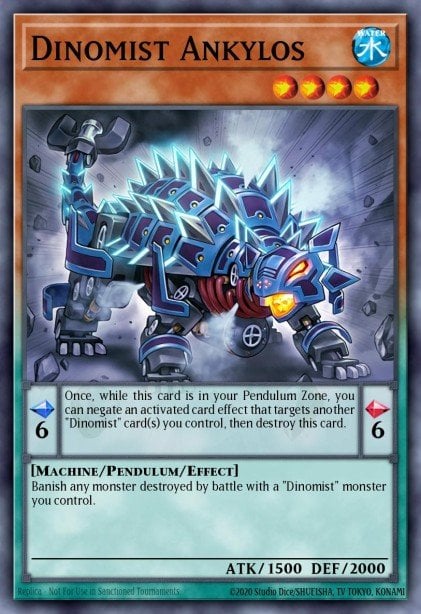 Dinomist Ankylos
WATER
水
Once, while this card is in your Pendulum Zone, you
can negate an activated card effect that targets another
"Dinomist" card(s) you control, then destroy this card.
6
6
[Machine/Pendulum/Effect]
Banish any monster destroyed by battle with a "Dinomist" monster
you control.
ATK/1500 DEF/2000
Replica - Not For Use in Sanctioned Tournaments
©2020 Studio Dice/SHUEISHA, TV TOKYO, KONAMI